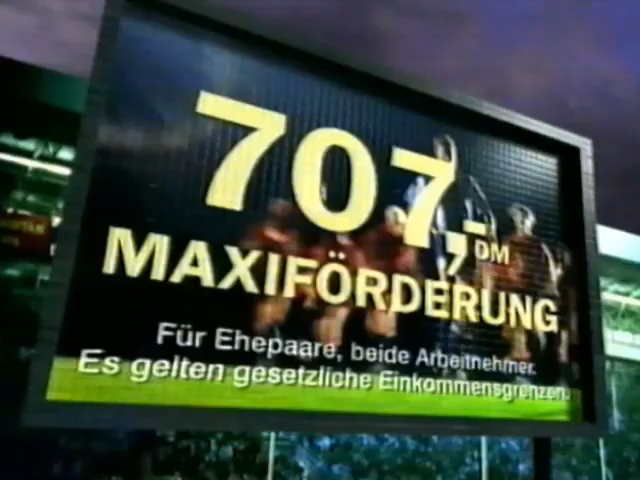 707,- DM
MAXIFÖRDERUNG
Für Ehepaare, beide Arbeitnehmer.
Es gelten gesetzliche Einkommensgrenzen.